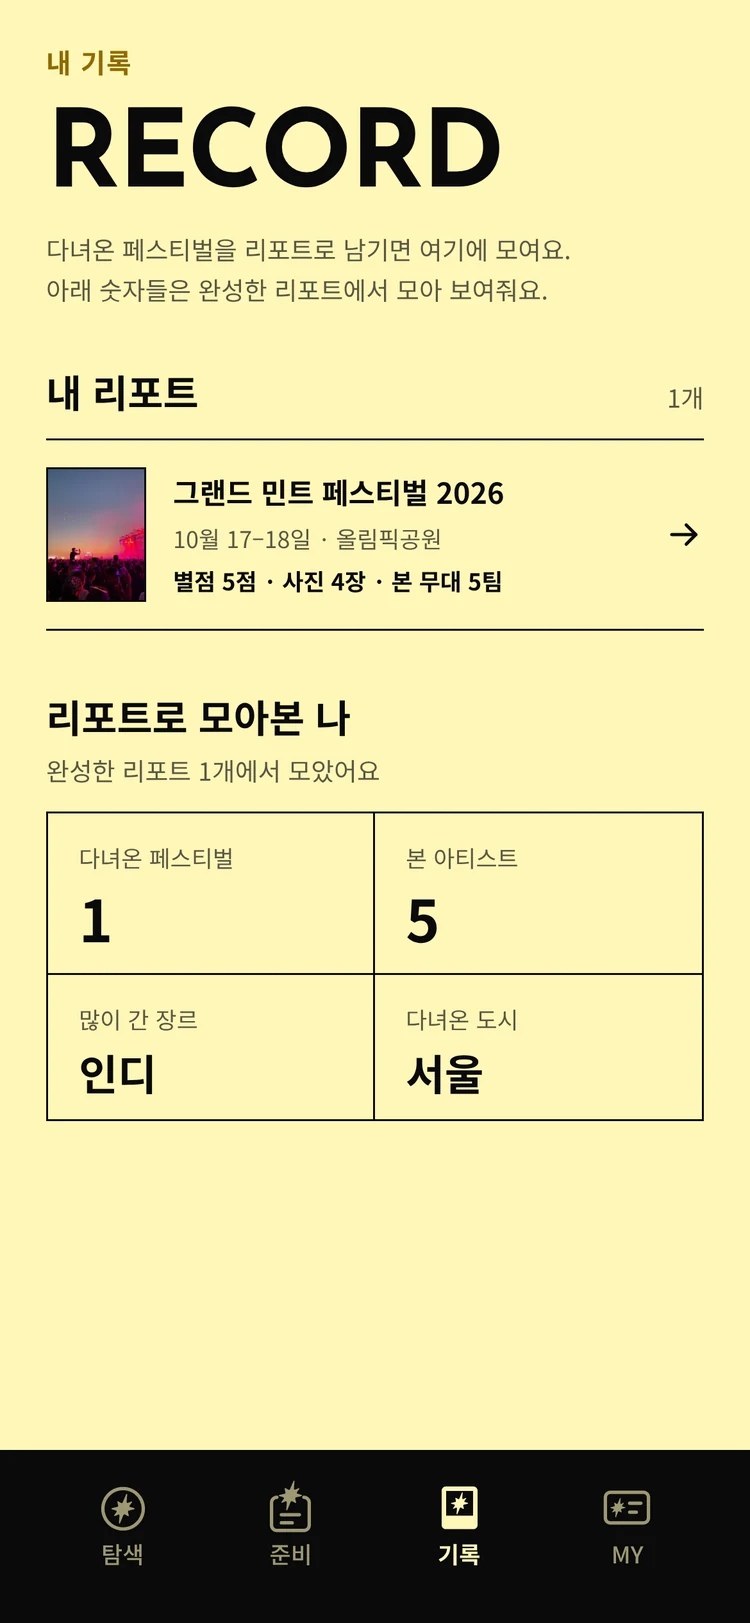 내 기록
RECORD
다녀온 페스티벌을 리포트로 남기면 여기에 모여요.
아래 숫자들은 완성한 리포트에서 모아 보여줘요.
내 리포트
1개
그랜드 민트 페스티벌 2026
10월 17–18일 · 올림픽공원
별점 5점 · 사진 4장 · 본 무대 5팀
리포트로 모아본 나
완성한 리포트 1개에서 모았어요
다녀온 페스티벌
1
본 아티스트
5
많이 간 장르
인디
다녀온 도시
서울
탐색
준비
기록
MY